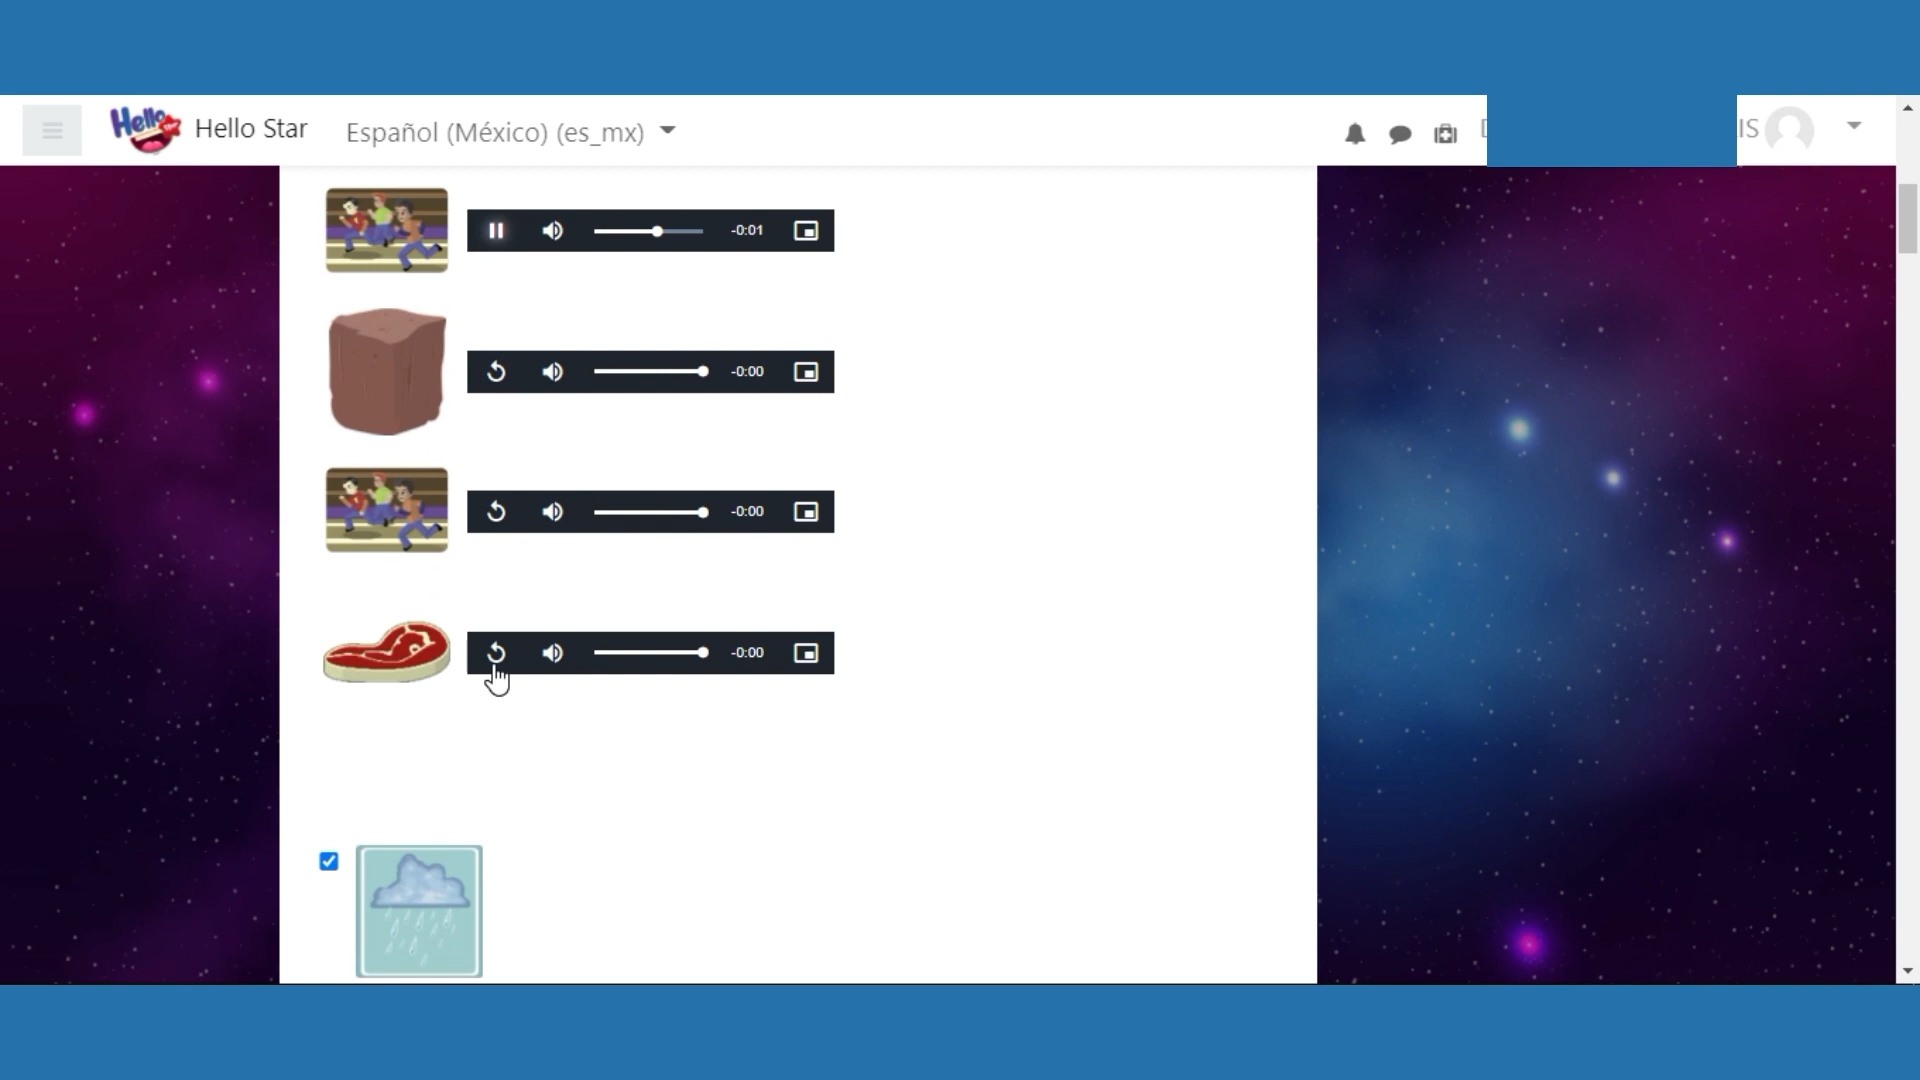 Hello
Hello Star
Español (México) (es_mx)
IS
-0:01
-0:00
-0:00
-0:00